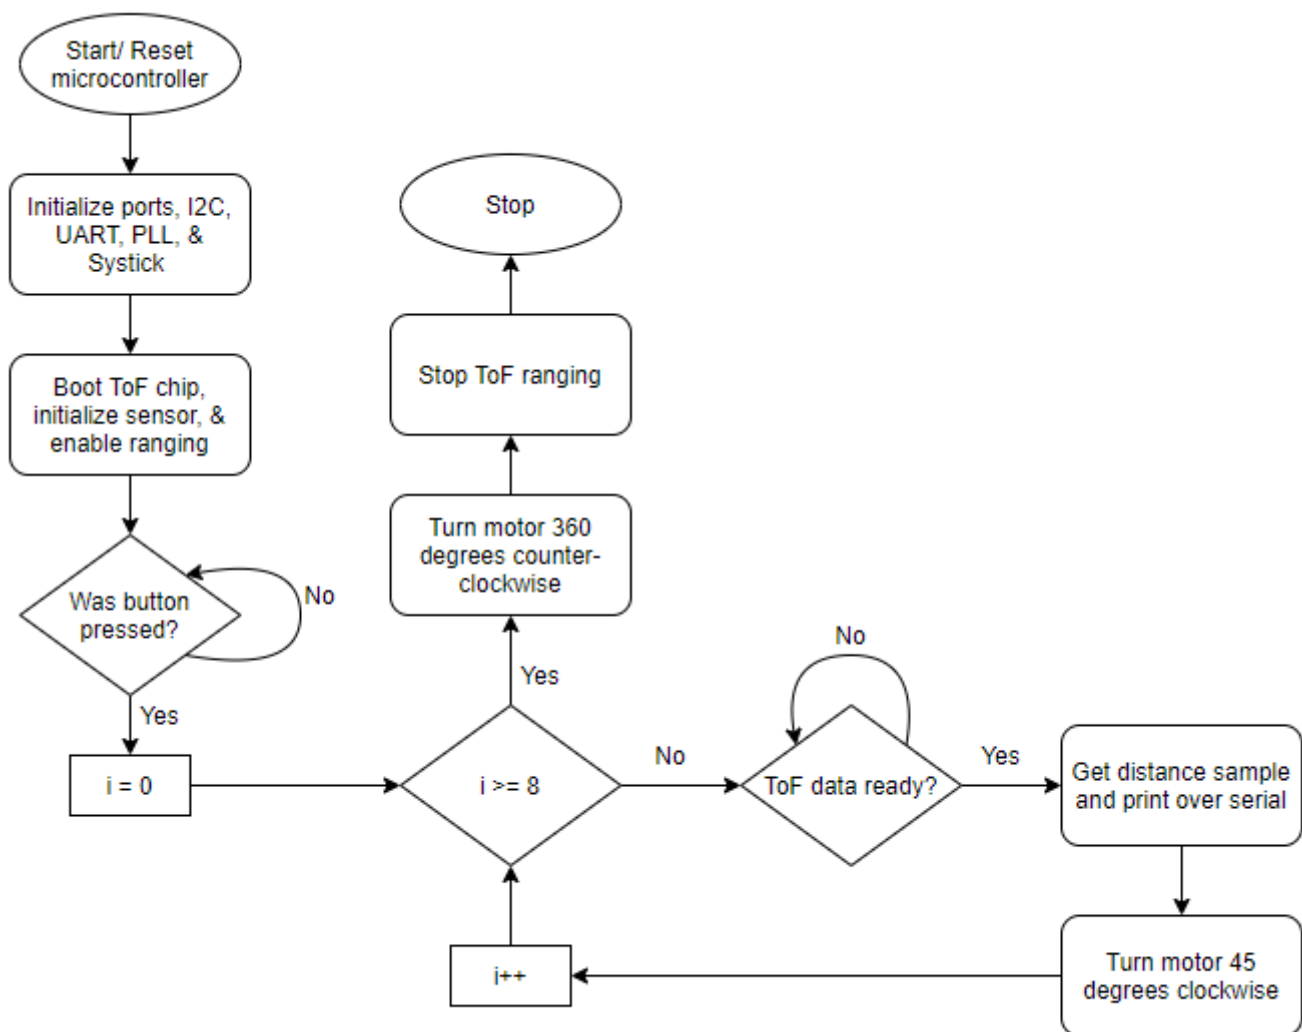 Start/ Reset
microcontroller
Initialize ports, I2C,
UART, PLL, &
Systick
Boot ToF chip,
initialize sensor, &
enable ranging
Was button
pressed?
No
Yes
i = 0
i >= 8
Yes
Turn motor 360
degrees counter-
clockwise
Stop ToF ranging
Stop
No
ToF data ready?
No
Yes
Get distance sample
and print over serial
Turn motor 45
degrees clockwise
i++